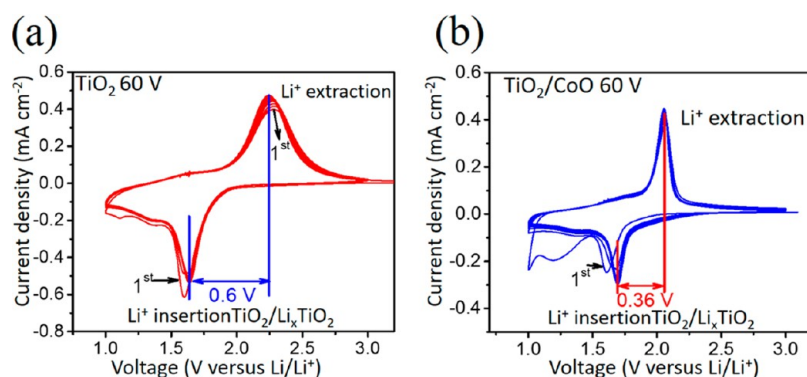 (a)
TiO₂ 60 V
Li⁺ extraction
1ˢᵗ
1ˢᵗ
0.6 V
Li⁺ insertionTiO₂/LiₓTiO₂
Current density (mA cm⁻²)
0.6
0.4
0.2
0.0
-0.2
-0.4
-0.6
-0.8
1.0 1.5 2.0 2.5 3.0
Voltage (V versus Li/Li⁺)
(b)
TiO₂/CoO 60 V
Li⁺ extraction
1ˢᵗ
0.36 V
Li⁺ insertionTiO₂/LiₓTiO₂
Current density (mA cm⁻²)
0.6
0.4
0.2
0.0
-0.2
-0.4
1.0 1.5 2.0 2.5 3.0
Voltage (V versus Li/Li⁺)